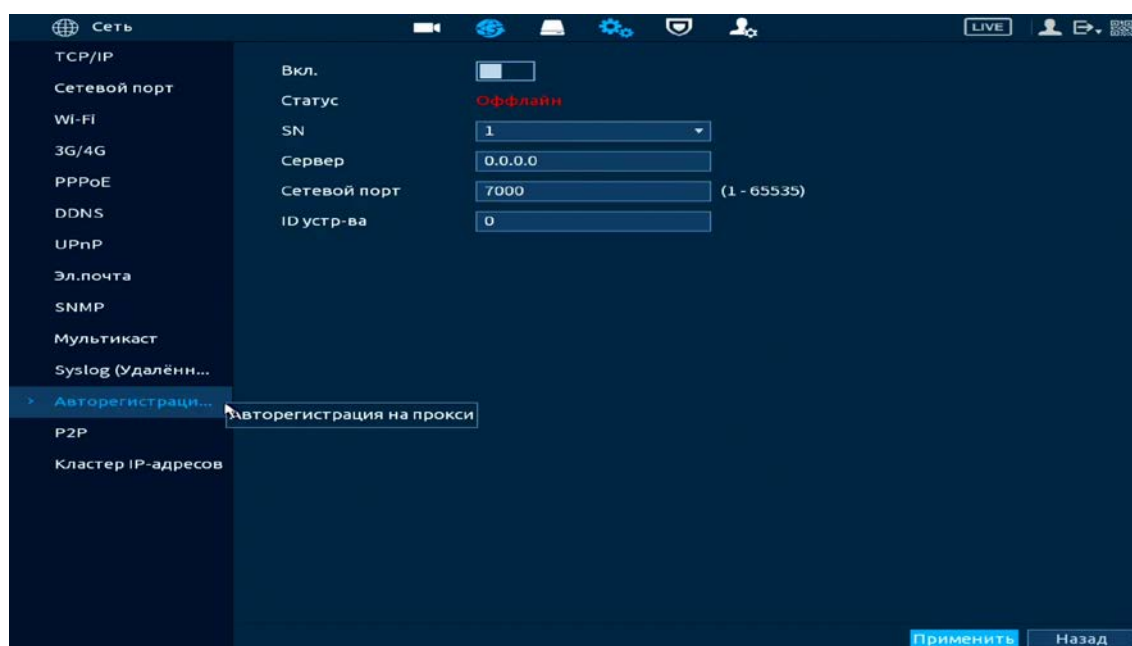 Сеть
LIVE
TCP/IP
Сетевой порт
Wi-Fi
3G/4G
PPPoE
DDNS
UPnP
Эл.почта
SNMP
Мультикаст
Syslog (Удалённ...
Авторегистраци...
P2P
Кластер IP-адресов
Вкл.
Статус Оффлайн
SN 1
Сервер 0.0.0.0
Сетевой порт 7000 (1 - 65535)
ID устр-ва 0
Авторегистрация на прокси
Применить Назад